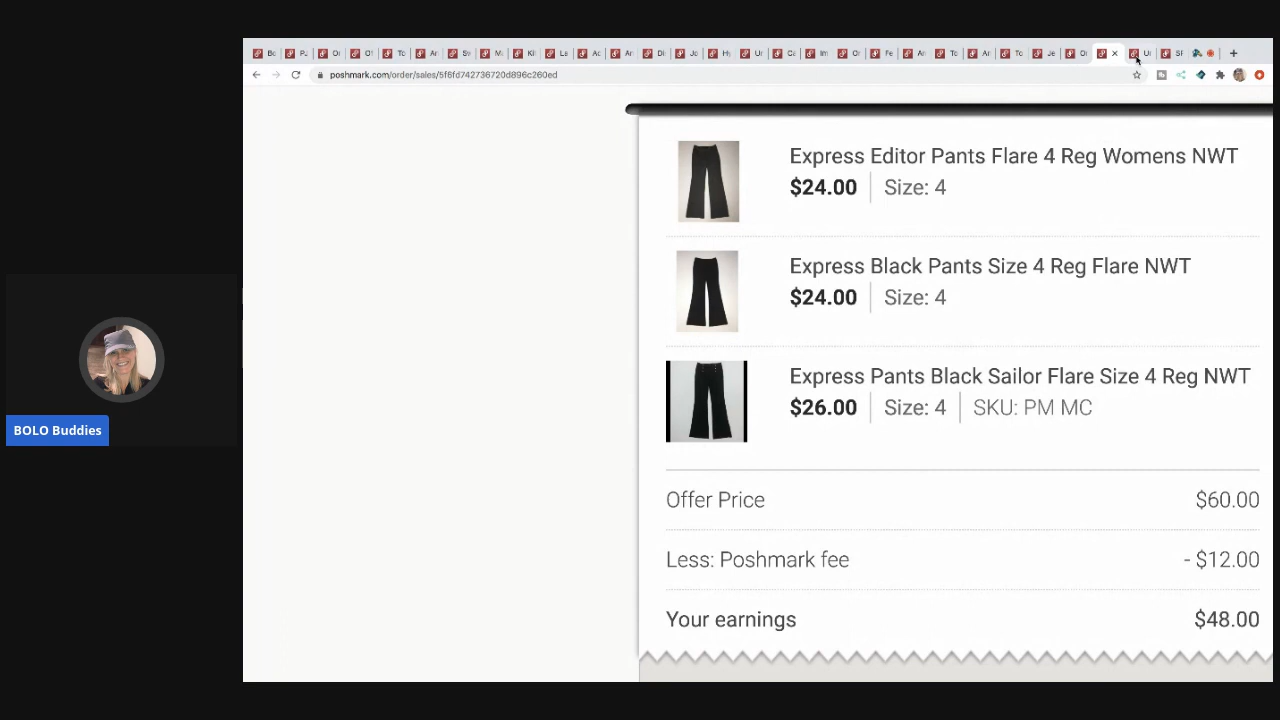 poshmark.com/order/sales/5f6fd742736720d896c260ed
Express Editor Pants Flare 4 Reg Womens NWT
$24.00 Size: 4
Express Black Pants Size 4 Reg Flare NWT
$24.00 Size: 4
Express Pants Black Sailor Flare Size 4 Reg NWT
$26.00 Size: 4 SKU: PM MC
Offer Price $60.00
Less: Poshmark fee - $12.00
Your earnings $48.00
BOLO Buddies